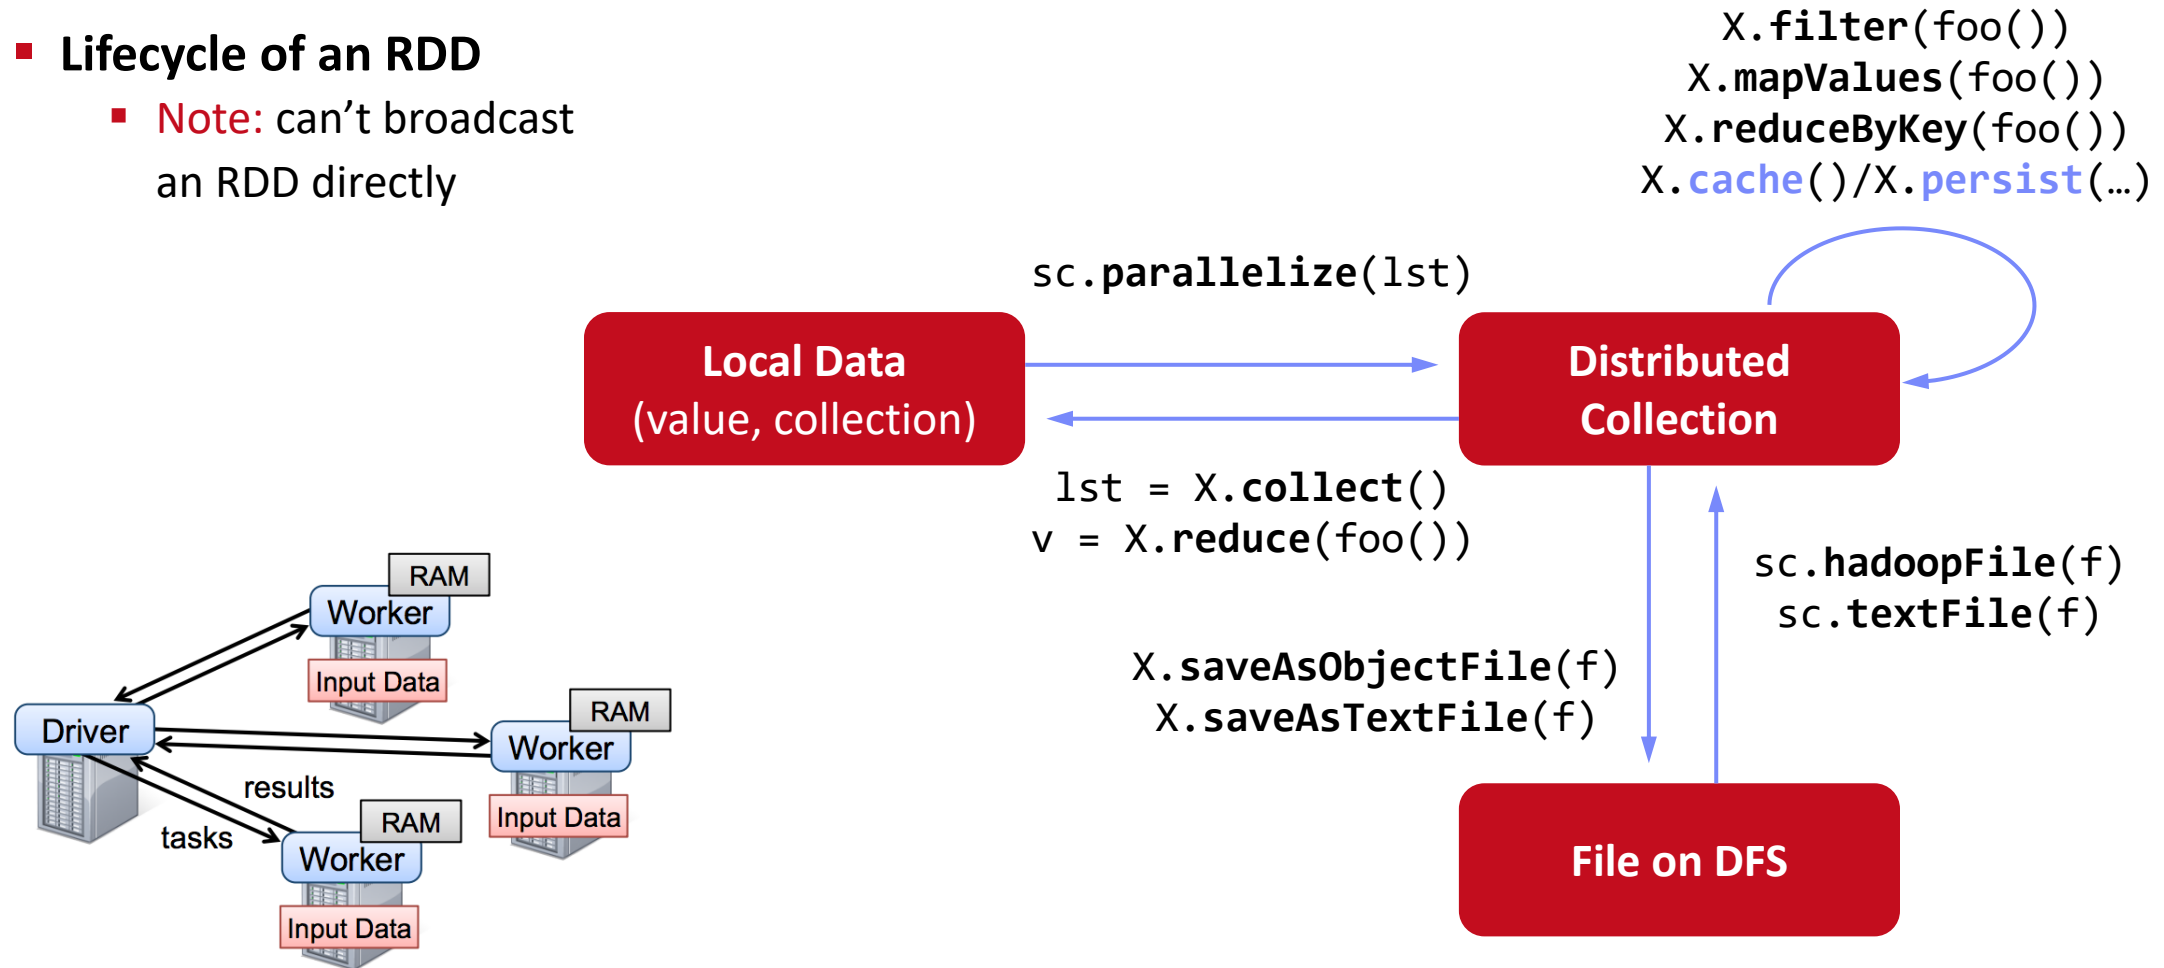 Lifecycle of an RDD
Note: can’t broadcast
an RDD directly
X.filter(foo())
X.mapValues(foo())
X.reduceByKey(foo())
X.cache()/X.persist(…)
sc.parallelize(lst)
Local Data
(value, collection)
Distributed
Collection
lst = X.collect()
v = X.reduce(foo())
sc.hadoopFile(f)
sc.textFile(f)
X.saveAsObjectFile(f)
X.saveAsTextFile(f)
File on DFS
RAM
Worker
Input Data
Driver
RAM
Worker
Input Data
results
tasks
RAM
Worker
Input Data